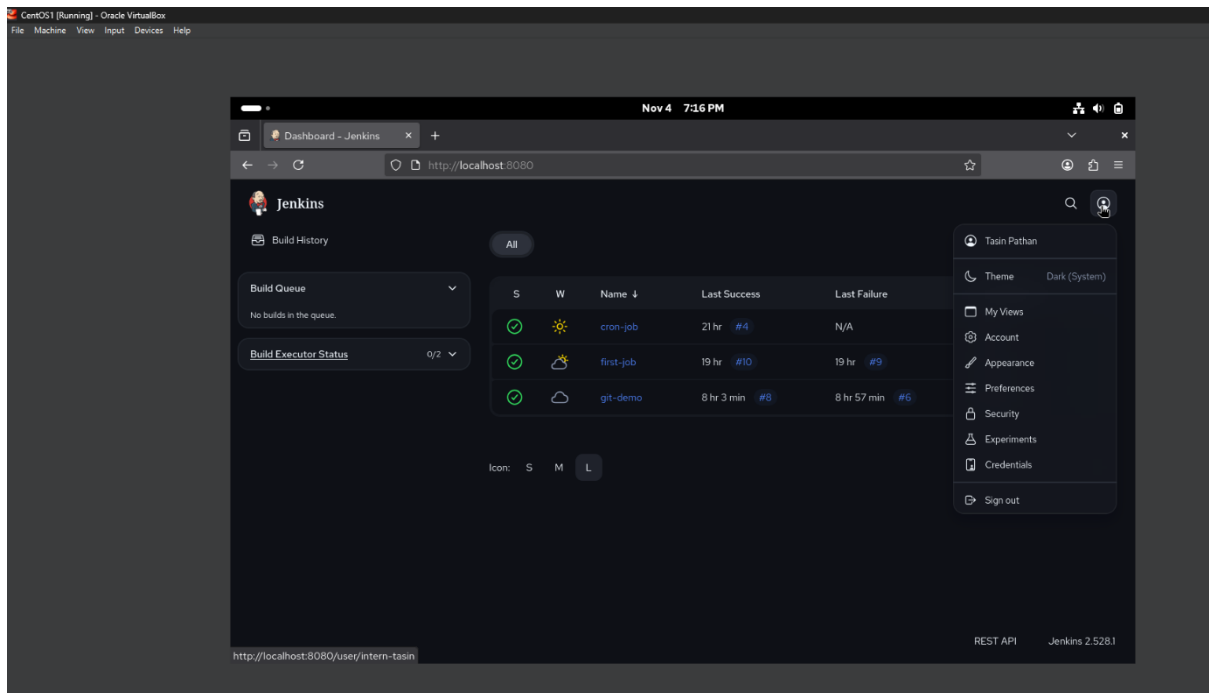 CentOS1 [Running] - Oracle VirtualBox
File Machine View Input Devices Help
Nov 4 7:16 PM
Dashboard - Jenkins
http://localhost:8080
Jenkins
Build History
All
Tasin Pathan
Theme Dark (System)
Build Queue
No builds in the queue.
Build Executor Status 0/2
S W Name ↓ Last Success Last Failure
cron-job 21 hr #4 N/A
first-job 19 hr #10 19 hr #9
git-demo 8 hr 3 min #8 8 hr 57 min #6
My Views
Account
Appearance
Preferences
Security
Experiments
Credentials
Sign out
Icon: S M L
REST API Jenkins 2.528.1
http://localhost:8080/user/intern-tasin